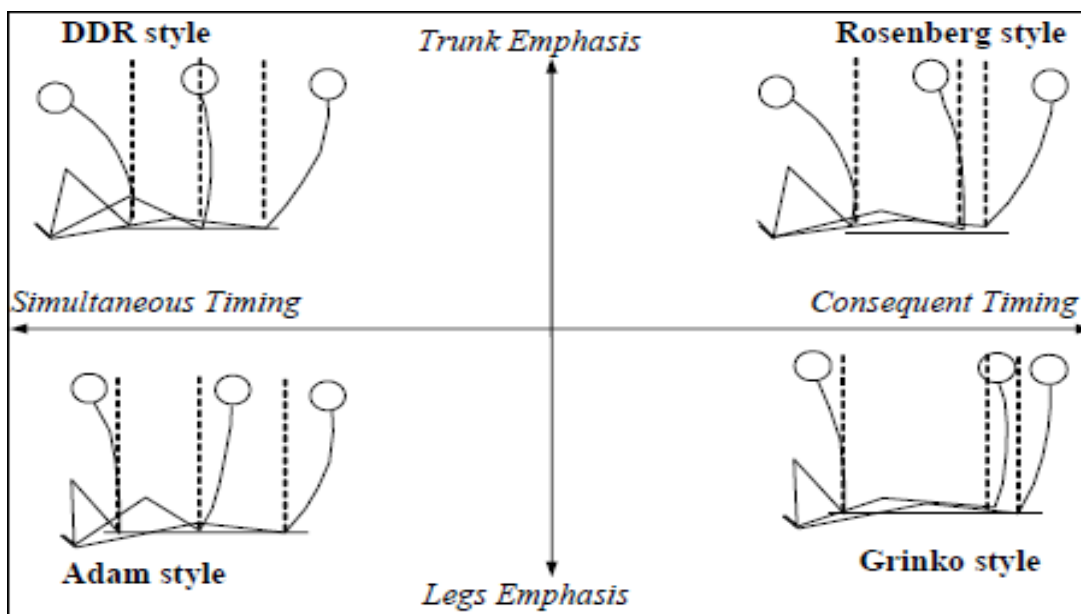 DDR style
Trunk Emphasis
Rosenberg style
Simultaneous Timing
Consequent Timing
Adam style
Legs Emphasis
Grinko style